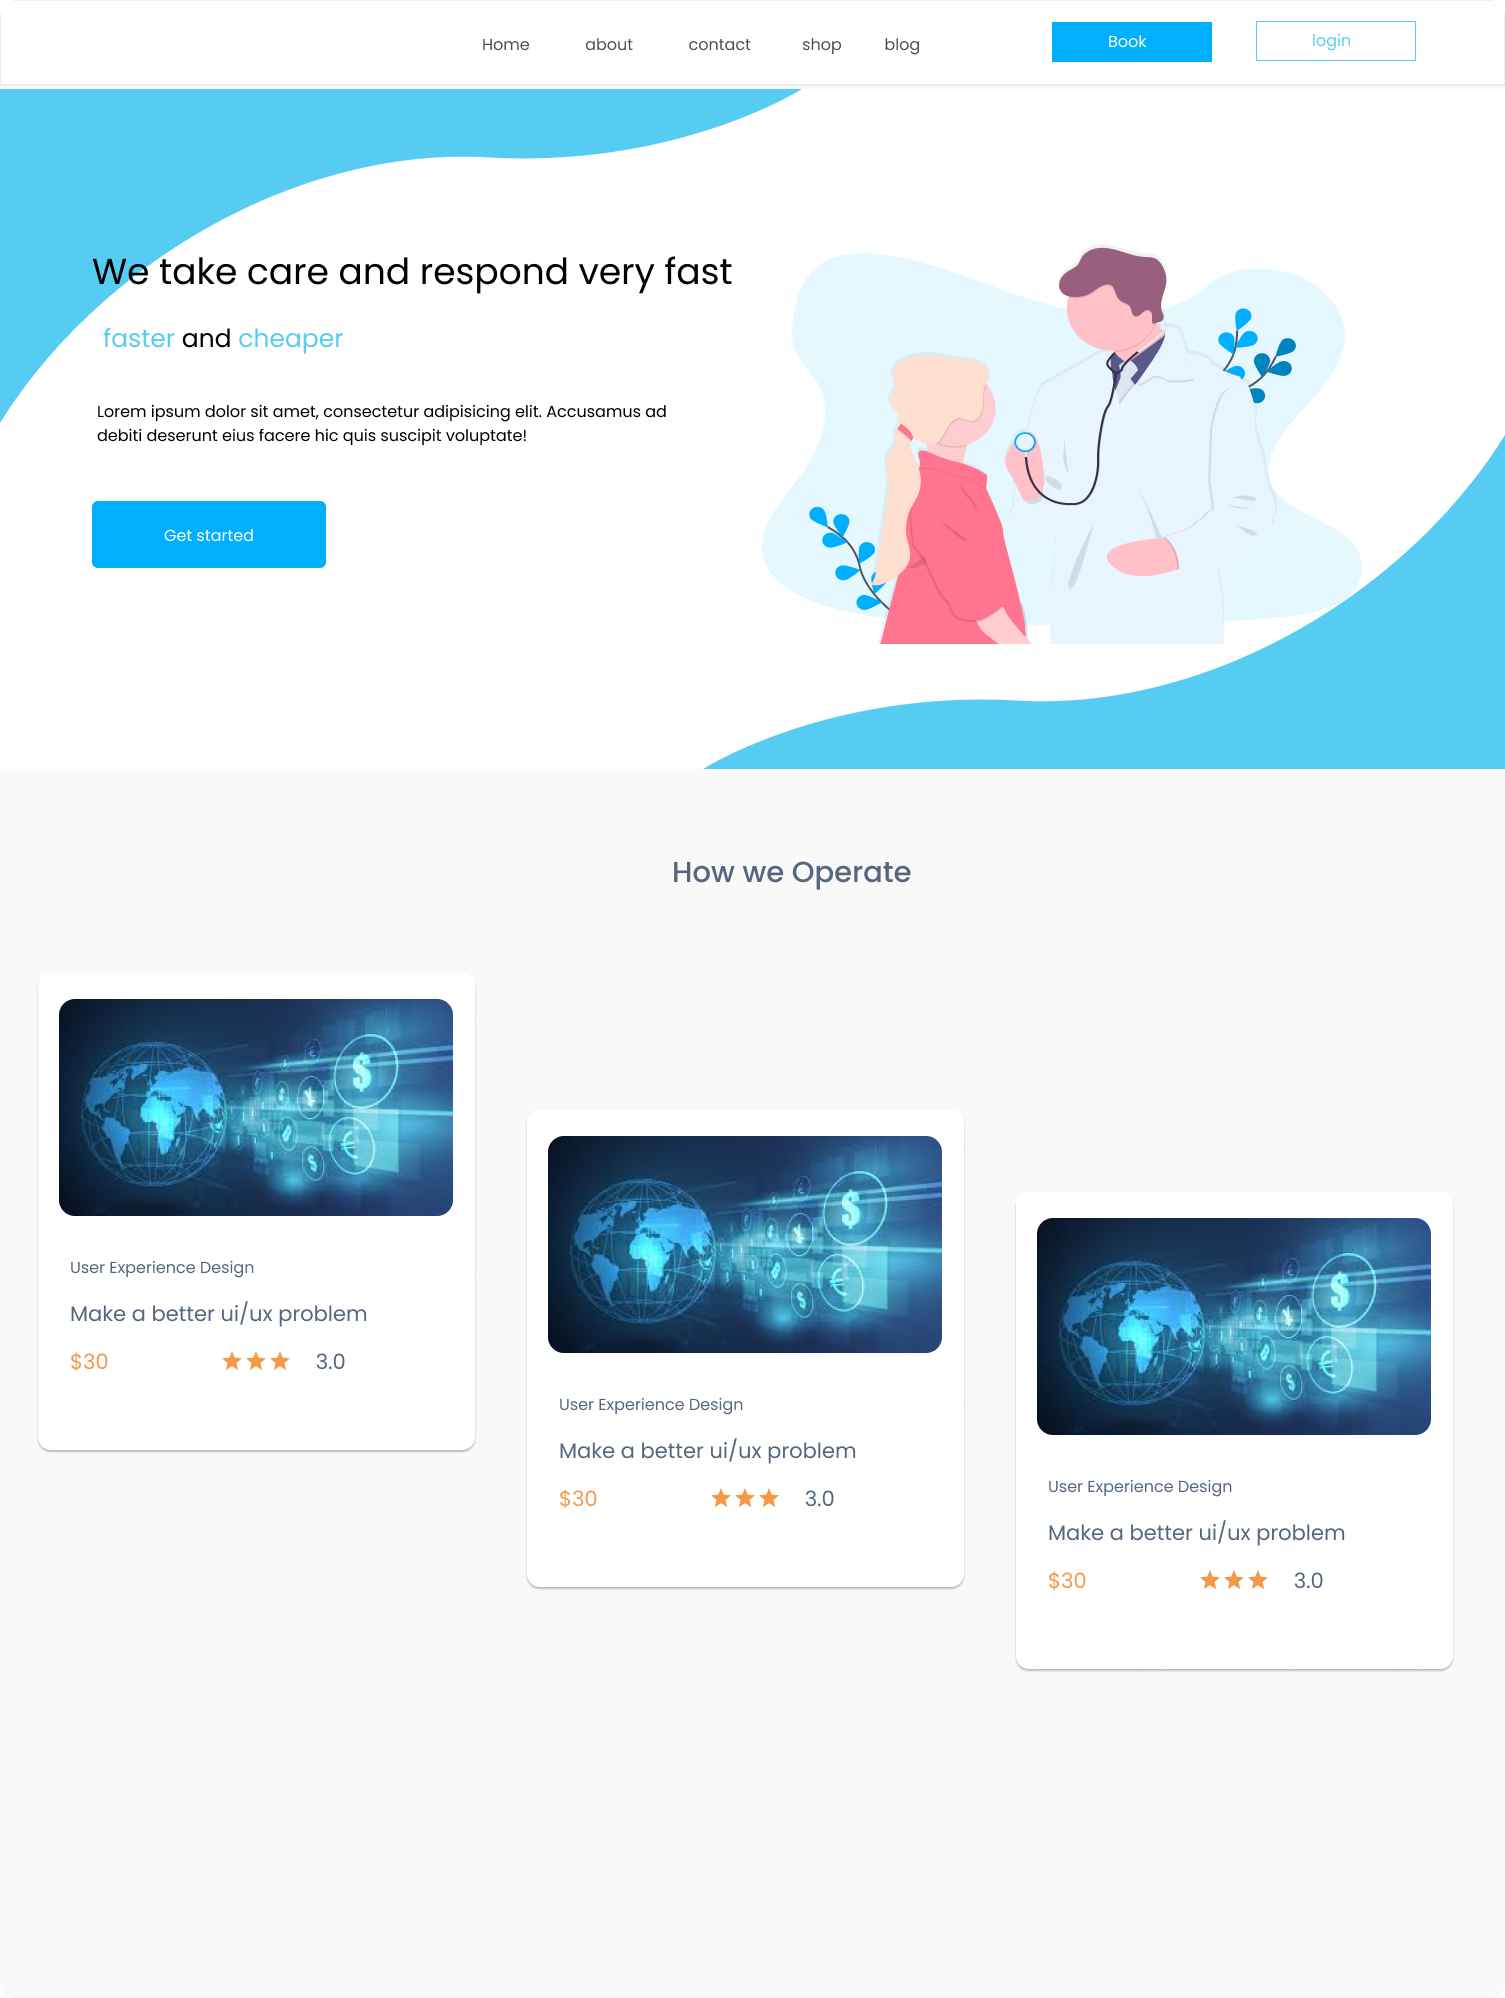 Home about contact shop blog Book login
We take care and respond very fast
faster and cheaper
Lorem ipsum dolor sit amet, consectetur adipisicing elit. Accusamus ad
debiti deserunt eius facere hic quis suscipit voluptate!
Get started
How we Operate
User Experience Design
Make a better ui/ux problem
$30 3.0
User Experience Design
Make a better ui/ux problem
$30 3.0
User Experience Design
Make a better ui/ux problem
$30 3.0